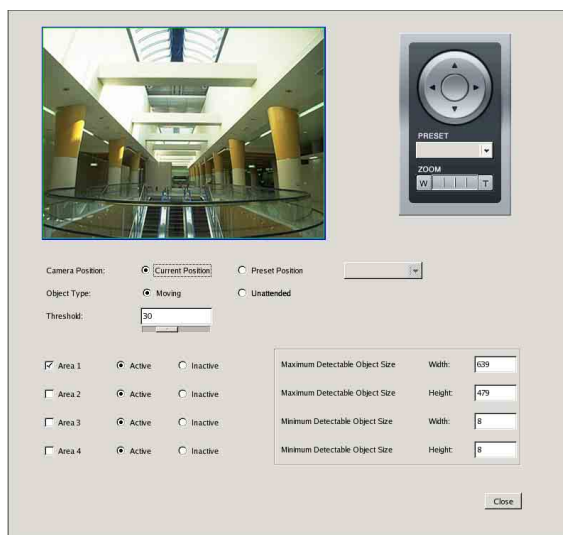 PRESET
ZOOM
W T
Camera Position: Current Position Preset Position
Object Type: Moving Unattended
Threshold: 30
Area 1 Active Inactive
Area 2 Active Inactive
Area 3 Active Inactive
Area 4 Active Inactive
Maximum Detectable Object Size Width: 639
Maximum Detectable Object Size Height: 479
Minimum Detectable Object Size Width: 8
Minimum Detectable Object Size Height: 8
Close